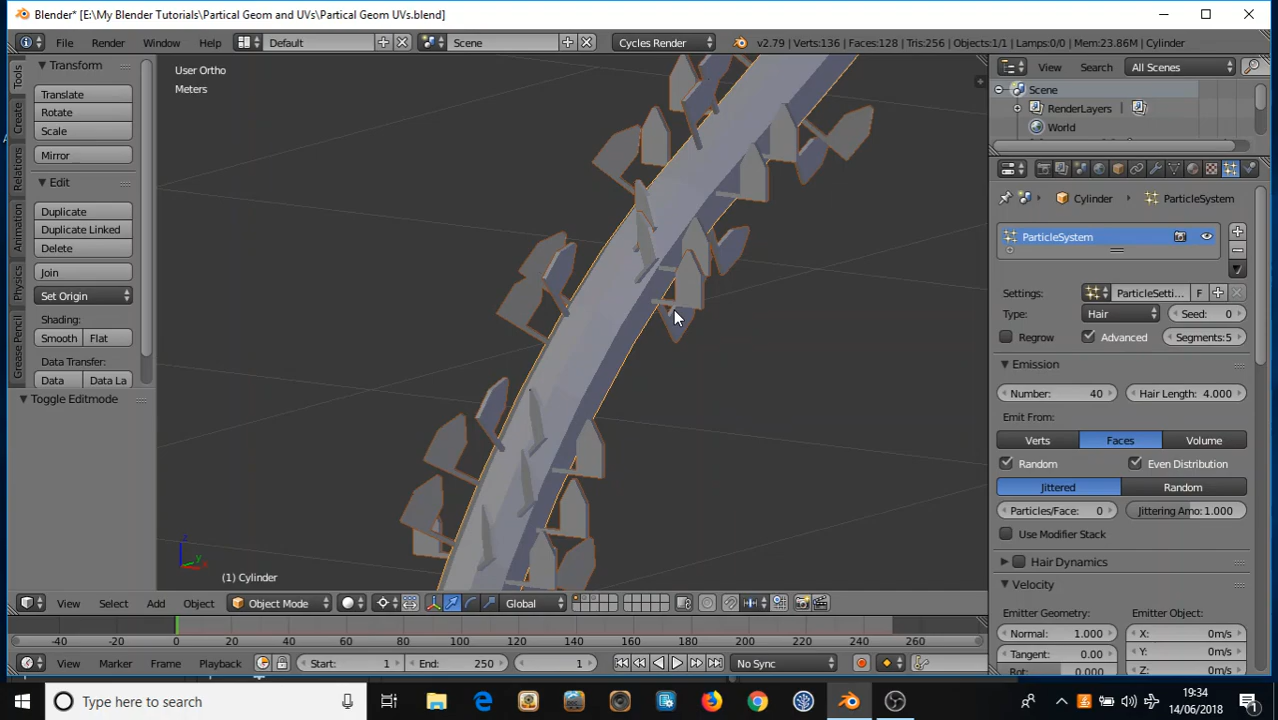 Blender* [E:\My Blender Tutorials\Partical Geom and UVs\Partical Geom UVs.blend]
File Render Window Help Default Scene Cycles Render v2.79 | Verts:136 | Faces:128 | Tris:256 | Objects:1/1 | Lamps:0/0 | Mem:23.86M | Cylinder
Tools
Create
Relations
Animation
Physics
Grease Pencil
Transform
Translate
Rotate
Scale
Mirror
Edit
Duplicate
Duplicate Linked
Delete
Join
Set Origin
Shading:
Smooth Flat
Data Transfer:
Data Data La
Toggle Editmode
User Ortho
Meters
z
y
x
(1) Cylinder
View Select Add Object Object Mode Global
-40 -20 0 20 40 60 80 100 120 140 160 180 200 220 240 260
View Marker Frame Playback Start: 1 End: 250 1 No Sync
View Search All Scenes
Scene
RenderLayers
World
Cylinder ParticleSystem
ParticleSystem
Settings: ParticleSetti... F
Type: Hair Seed: 0
Regrow Advanced Segments:5
Emission
Number: 40 Hair Length: 4.000
Emit From:
Verts Faces Volume
Random Even Distribution
Jittered Random
Particles/Face: 0 Jittering Amo: 1.000
Use Modifier Stack
Hair Dynamics
Velocity
Emitter Geometry: Emitter Object:
Normal: 1.000 X: 0m/s
Tangent: 0.00 Y: 0m/s
Rot: 0.000 Z: 0m/s
Type here to search
19:34
14/06/2018